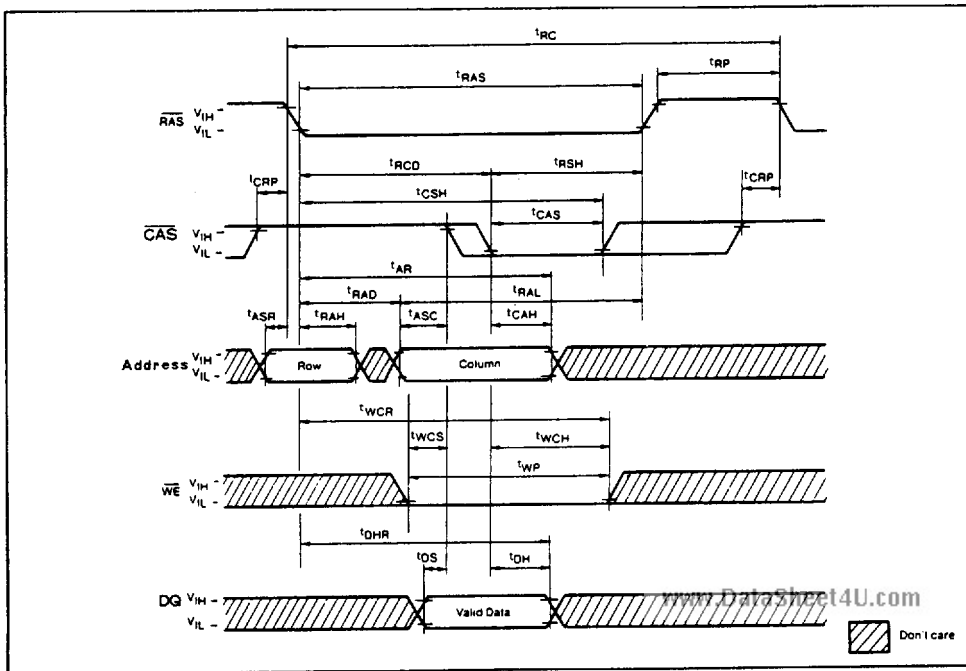 tRC
tRAS
tRP
RAS VIH
VIL
tRCD
tRSH
tCRP
tCSH
tCRP
tCAS
CAS VIH
VIL
tAR
tRAD
tRAL
tASR
tRAH
tASC
tCAH
Address VIH
VIL
Row
Column
tWCR
tWCS
tWCH
tWP
WE VIH
VIL
tDHR
tDS
tDH
DQ VIH
VIL
Valid Data
www.DataSheet4U.com
Don't care